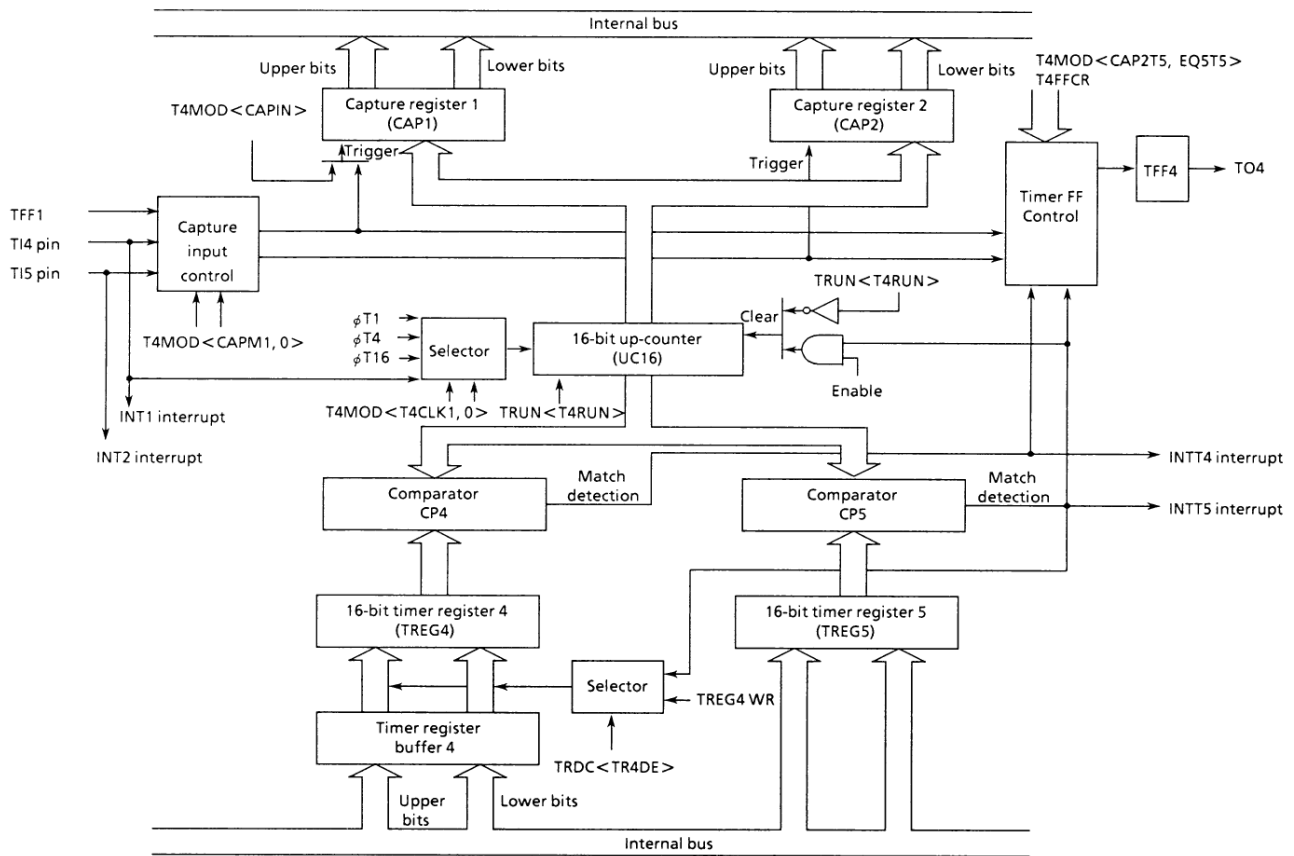 Internal bus
Upper bits
Lower bits
Upper bits
Lower bits
T4MOD<CAP2T5, EQ5T5>
T4FFCR
T4MOD<CAPIN>
Capture register 1
(CAP1)
Capture register 2
(CAP2)
Trigger
Trigger
TFF4
TO4
Timer FF
Control
TFF1
TI4 pin
TI5 pin
Capture
input
control
T4MOD<CAPM1, 0>
TRUN<T4RUN>
Clear
ϕT1
ϕT4
ϕT16
Selector
16-bit up-counter
(UC16)
Enable
INT1 interrupt
T4MOD<T4CLK1, 0>
TRUN<T4RUN>
INT2 interrupt
INTT4 interrupt
Match
detection
Match
detection
Comparator
CP4
Comparator
CP5
INTT5 interrupt
16-bit timer register 4
(TREG4)
16-bit timer register 5
(TREG5)
Selector
TREG4 WR
Timer register
buffer 4
TRDC<TR4DE>
Upper
bits
Lower bits
Internal bus